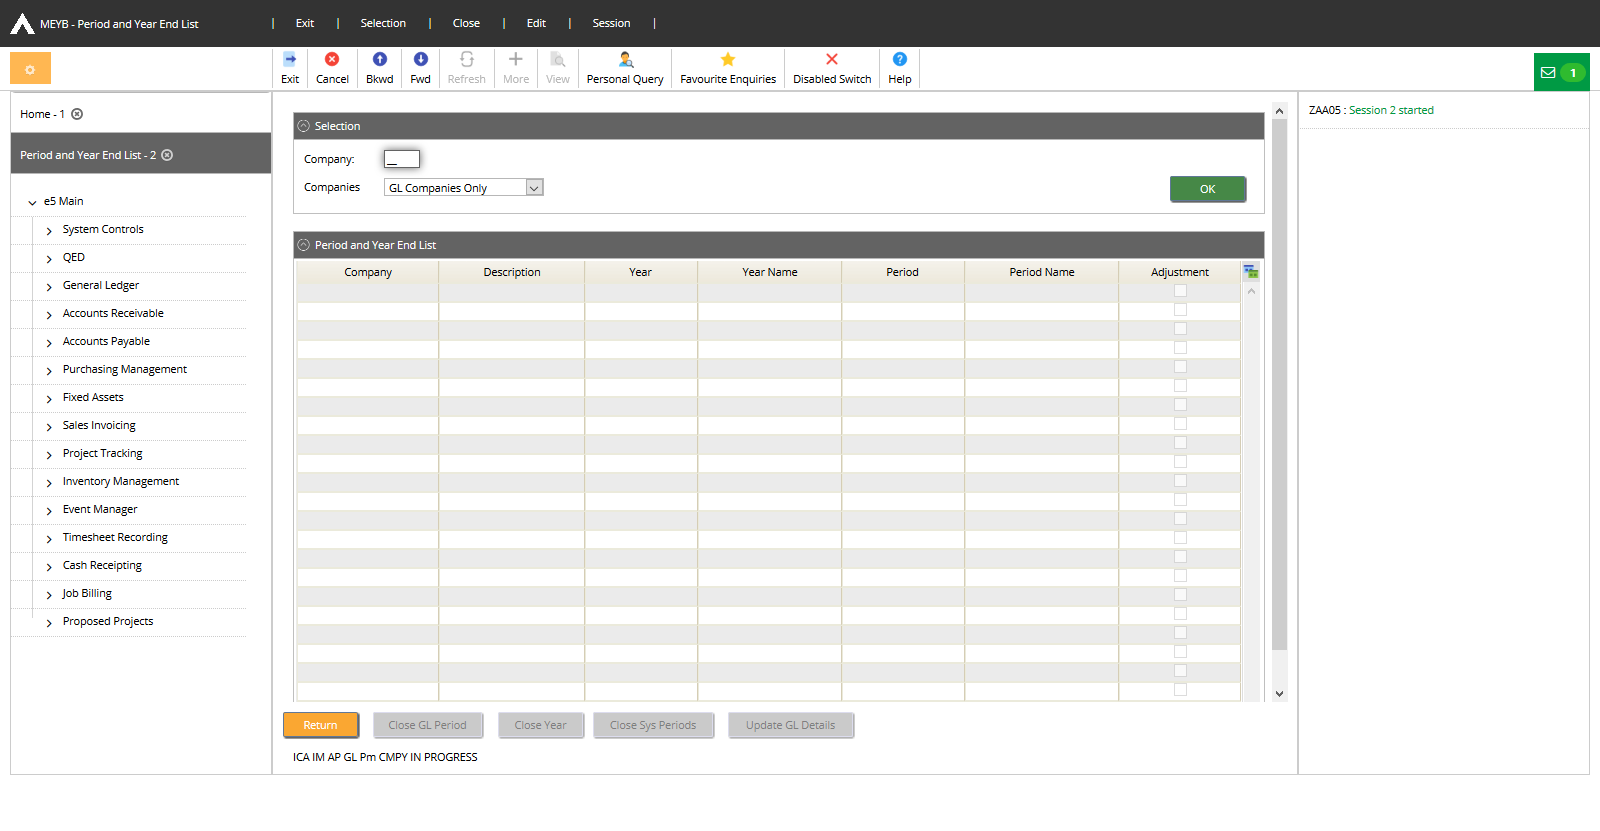 MEYB - Period and Year End List | Exit | Selection | Close | Edit | Session |
Exit Cancel Bkwd Fwd Refresh More View Personal Query Favourite Enquiries Disabled Switch Help
1
Home - 1
Period and Year End List - 2
e5 Main
System Controls
QED
General Ledger
Accounts Receivable
Accounts Payable
Purchasing Management
Fixed Assets
Sales Invoicing
Project Tracking
Inventory Management
Event Manager
Timesheet Recording
Cash Receipting
Job Billing
Proposed Projects
Selection
Company: __
Companies GL Companies Only
OK
Period and Year End List
Company Description Year Year Name Period Period Name Adjustment
Return Close GL Period Close Year Close Sys Periods Update GL Details
ICA IM AP GL Pm CMPY IN PROGRESS
ZAA05 : Session 2 started